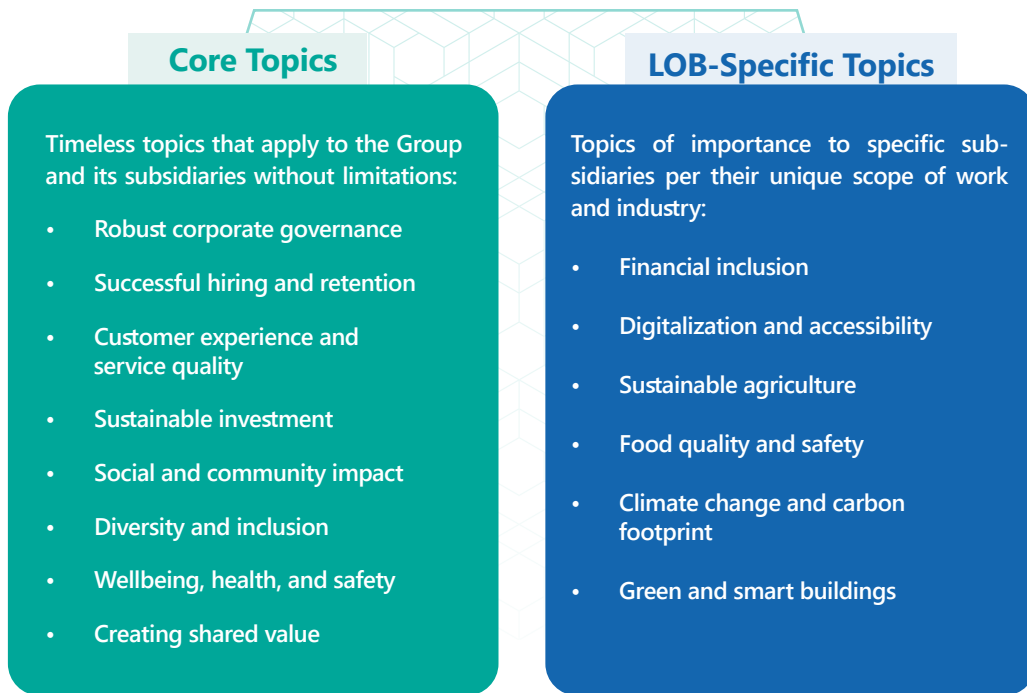 Core Topics
Timeless topics that apply to the Group
and its subsidiaries without limitations:
• Robust corporate governance
• Successful hiring and retention
• Customer experience and
service quality
• Sustainable investment
• Social and community impact
• Diversity and inclusion
• Wellbeing, health, and safety
• Creating shared value
LOB-Specific Topics
Topics of importance to specific sub-
sidiaries per their unique scope of work
and industry:
• Financial inclusion
• Digitalization and accessibility
• Sustainable agriculture
• Food quality and safety
• Climate change and carbon
footprint
• Green and smart buildings